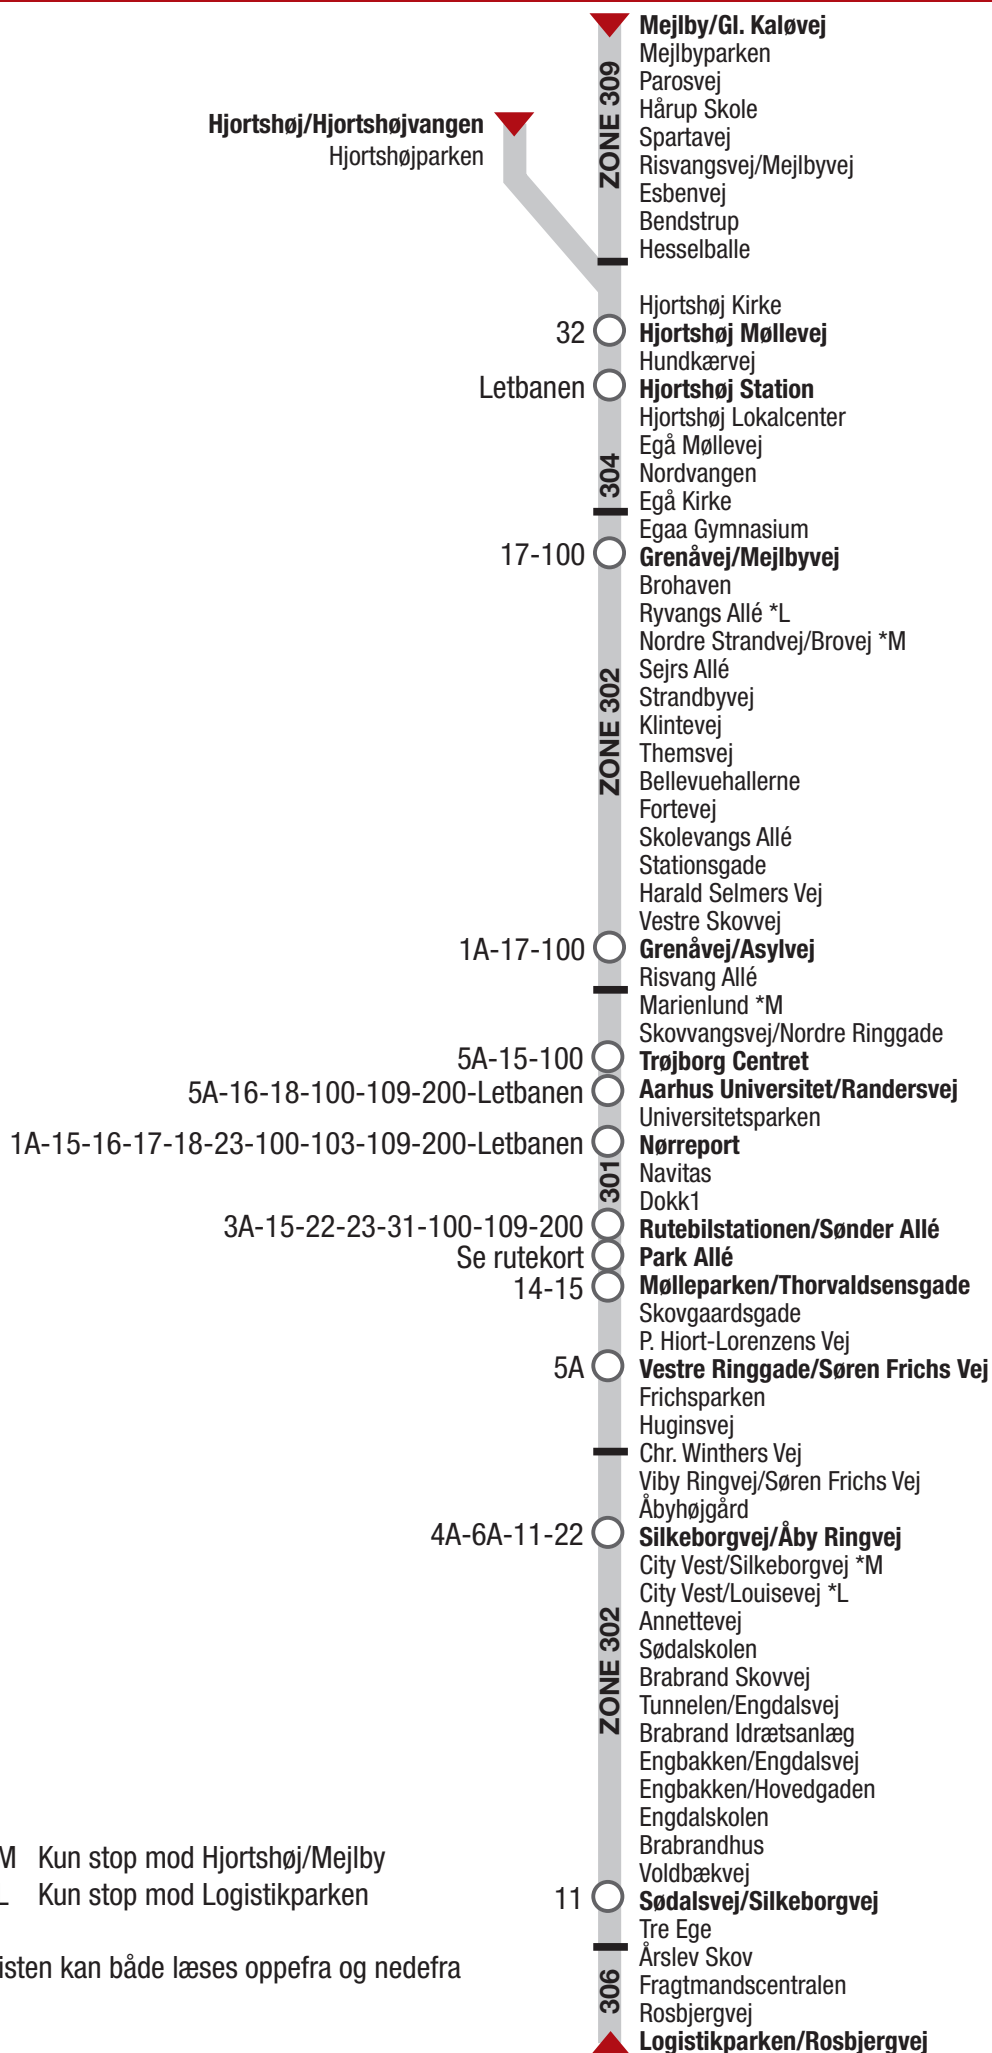 Mejlby/Gl. Kaløvej
Mejlbyparken
Parosvej
Hårup Skole
Spartavej
Risvangsvej/Mejlbyvej
Esbenvej
Bendstrup
Hesselballe
ZONE 309
Hjortshøj/Hjortshøjvangen
Hjortshøjparken
Hjortshøj Kirke
32 Hjortshøj Møllevej
Hundkærvej
Letbanen Hjortshøj Station
Hjortshøj Lokalcenter
Egå Møllevej
Nordvangen
Egå Kirke
304
Egaa Gymnasium
17-100 Grenåvej/Mejlbyvej
Brohaven
Ryvangs Allé *L
Nordre Strandvej/Brovej *M
Sejrs Allé
Strandbyvej
Klintevej
Themsvej
Bellevuehallerne
Fortevej
Skolevangs Allé
Stationsgade
Harald Selmers Vej
Vestre Skovvej
ZONE 302
1A-17-100 Grenåvej/Asylvej
Risvang Allé
Marienlund *M
Skovvangsvej/Nordre Ringgade
5A-15-100 Trøjborg Centret
5A-16-18-100-109-200-Letbanen Aarhus Universitet/Randersvej
Universitetsparken
1A-15-16-17-18-23-100-103-109-200-Letbanen Nørreport
Navitas
301
Dokk1
3A-15-22-23-31-100-109-200 Rutebilstationen/Sønder Allé
Se rutekort Park Allé
14-15 Mølleparken/Thorvaldsensgade
Skovgaardsgade
P. Hiort-Lorenzens Vej
5A Vestre Ringgade/Søren Frichs Vej
Frichsparken
Huginsvej
Chr. Winthers Vej
Viby Ringvej/Søren Frichs Vej
Åbyhøjgård
4A-6A-11-22 Silkeborgvej/Åby Ringvej
City Vest/Silkeborgvej *M
City Vest/Louisevej *L
Annettevej
Sødalskolen
Brabrand Skovvej
Tunnelen/Engdalsvej
ZONE 302
Brabrand Idrætsanlæg
Engbakken/Engdalsvej
Engbakken/Hovedgaden
Engdalskolen
Brabrandhus
Voldbækvej
11 Sødalsvej/Silkeborgvej
Tre Ege
Årslev Skov
Fragtmandscentralen
306
Rosbjergvej
Logistikparken/Rosbjergvej
M Kun stop mod Hjortshøj/Mejlby
L Kun stop mod Logistikparken
isten kan både læses oppefra og nedefra